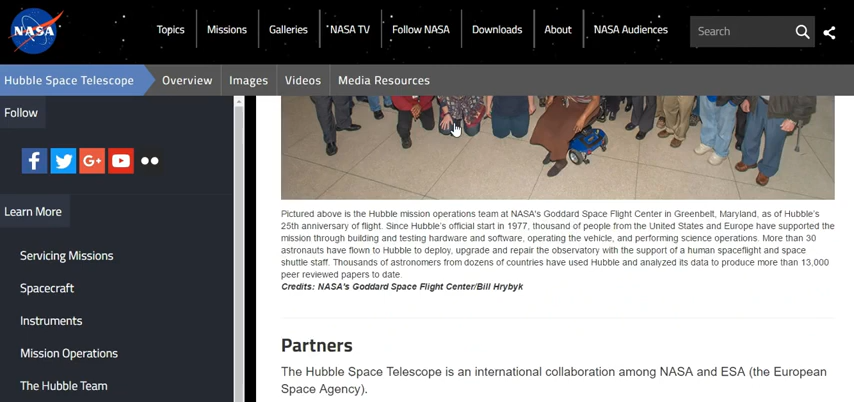 NASA
Topics
Missions
Galleries
NASA TV
Follow NASA
Downloads
About
NASA Audiences
Search
Hubble Space Telescope
Overview
Images
Videos
Media Resources
Follow
Learn More
Servicing Missions
Spacecraft
Instruments
Mission Operations
The Hubble Team
Pictured above is the Hubble mission operations team at NASA's Goddard Space Flight Center in Greenbelt, Maryland, as of Hubble's
25th anniversary of flight. Since Hubble's official start in 1977, thousand of people from the United States and Europe have supported the
mission through building and testing hardware and software, operating the vehicle, and performing science operations. More than 30
astronauts have flown to Hubble to deploy, upgrade and repair the observatory with the support of a human spaceflight and space
shuttle staff. Thousands of astronomers from dozens of countries have used Hubble and analyzed its data to produce more than 13,000
peer reviewed papers to date.
Credits: NASA's Goddard Space Flight Center/Bill Hrybyk
Partners
The Hubble Space Telescope is an international collaboration among NASA and ESA (the European
Space Agency).